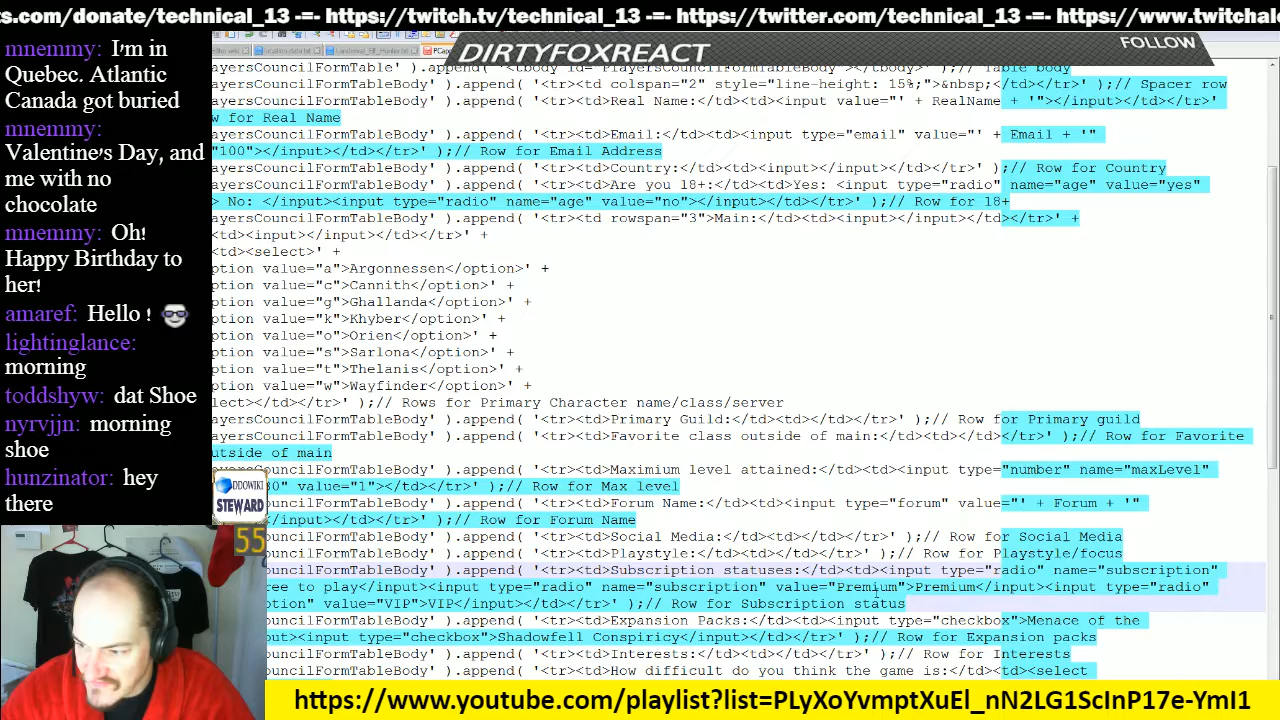 s.com/donate/technical_13 -=- https://twitch.tv/technical_13 -=- https://twitter.com/technical_13 -=- https://www.twitchale
DIRTYFOXREACT
FOLLOW
mnemmy: I'm in
Quebec. Atlantic
Canada got buried
mnemmy:
Valentine's Day, and
me with no
chocolate
mnemmy: Oh!
Happy Birthday to
her!
amaref: Hello !
lightinglance:
morning
toddshyw: dat Shoe
nyrvjjn: morning
shoe
hunzinator: hey
there
DDOWIKI
STEWARD
55
ayersCouncilFormTable' ).append( '<tbody id="PlayersCouncilFormTableBody"></tbody>' );// Table body
ayersCouncilFormTableBody' ).append( '<tr><td colspan="2" style="line-height: 15%;">&nbsp;</td></tr>' );// Spacer row
ayersCouncilFormTableBody' ).append( '<tr><td>Real Name:</td><td><input value="' + RealName + '"></input></td></tr>'
w for Real Name
ayersCouncilFormTableBody' ).append( '<tr><td>Email:</td><td><input type="email" value="' + Email + '"
"100"></input></td></tr>' );// Row for Email Address
ayersCouncilFormTableBody' ).append( '<tr><td>Country:</td><td><input></input></td></tr>' );// Row for Country
ayersCouncilFormTableBody' ).append( '<tr><td>Are you 18+:</td><td>Yes: <input type="radio" name="age" value="yes"
> No: </input><input type="radio" name="age" value="no"></input></td></tr>' );// Row for 18+
ayersCouncilFormTableBody' ).append( '<tr><td rowspan="3">Main:</td><td><input></input></td></tr>' +
<td><input></input></td></tr>' +
<td><select>' +
ption value="a">Argonnessen</option>' +
ption value="c">Cannith</option>' +
ption value="g">Ghallanda</option>' +
ption value="k">Khyber</option>' +
ption value="o">Orien</option>' +
ption value="s">Sarlona</option>' +
ption value="t">Thelanis</option>' +
ption value="w">Wayfinder</option>' +
lect></td></tr>' );// Rows for Primary Character name/class/server
ayersCouncilFormTableBody' ).append( '<tr><td>Primary Guild:</td><td></td></tr>' );// Row for Primary guild
ayersCouncilFormTableBody' ).append( '<tr><td>Favorite class outside of main:</td><td></td></tr>' );// Row for Favorite
utside of main
ayersCouncilFormTableBody' ).append( '<tr><td>Maxinium level attained:</td><td><input type="number" name="maxLevel"
30" value="1"></td></tr>' );// Row for Max level
ouncilFormTableBody' ).append( '<tr><td>Forum Name:</td><td><input type="forum" value="' + Forum + '"
</input></td></tr>' );// Row for Forum Name
ouncilFormTableBody' ).append( '<tr><td>Social Media:</td><td></td></tr>' );// Row for Social Media
ouncilFormTableBody' ).append( '<tr><td>Playstyle:</td><td></td></tr>' );// Row for Playstyle/focus
ouncilFormTableBody' ).append( '<tr><td>Subscription statuses:</td><td><input type="radio" name="subscription"
ree to play</input><input type="radio" name="subscription" value="Premium">Premium</input><input type="radio"
ption" value="VIP">VIP</input></td></tr>' );// Row for Subscription status
ouncilFormTableBody' ).append( '<tr><td>Expansion Packs:</td><td><input type="checkbox">Menace of the
out><input type="checkbox">Shadowfell Conspiricy</input></td></tr>' );// Row for Expansion packs
ouncilFormTableBody' ).append( '<tr><td>Interests:</td><td></td></tr>' );// Row for Interests
ouncilFormTableBody' ).append( '<tr><td>How difficult do you think the game is:</td><td><select
https://www.youtube.com/playlist?list=PLyXoYvmptXuEl_nN2LG1ScInP17e-YmI1